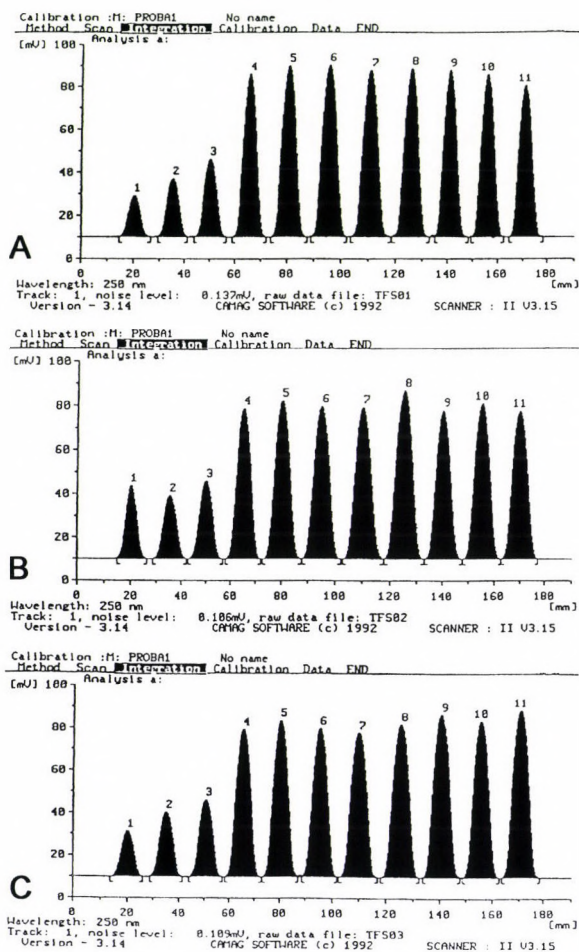 Calibration :M: PROBA1 No name
Method Scan Integration Calibration Data END
[mV] 100 Analysis a:
80
60
40
20
0
1 2 3 4 5 6 7 8 9 10 11
0 20 40 60 80 100 120 140 160 [mm]
A
Wavelength: 250 nm
Track: 1, noise level: 0.137mV, raw data file: TFS01
Version - 3.14 CAMAG SOFTWARE (c) 1992 SCANNER : II V3.15
Calibration :M: PROBA1 No name
Method Scan Integration Calibration Data END
[mV] 100 Analysis a:
80
60
40
20
0
1 2 3 4 5 6 7 8 9 10 11
0 20 40 60 80 100 120 140 160 [mm]
B
Wavelength: 250 nm
Track: 1, noise level: 0.106mV, raw data file: TFS02
Version - 3.14 CAMAG SOFTWARE (c) 1992 SCANNER : II V3.15
Calibration :M: PROBA1 No name
Method Scan Integration Calibration Data END
[mV] 100 Analysis a:
80
60
40
20
0
1 2 3 4 5 6 7 8 9 10 11
0 20 40 60 80 100 120 140 160 [mm]
C
Wavelength: 250 nm
Track: 1, noise level: 0.109mV, raw data file: TFS03
Version - 3.14 CAMAG SOFTWARE (c) 1992 SCANNER : II V3.15